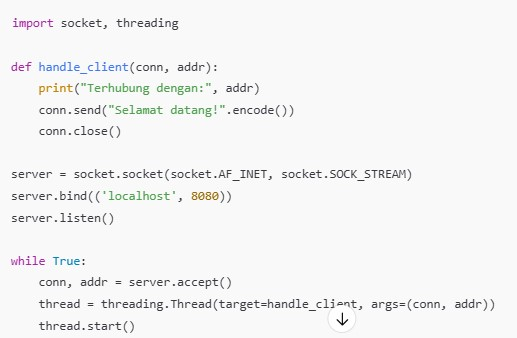 import socket, threading
def handle_client(conn, addr):
print("Terhubung dengan:", addr)
conn.send("Selamat datang!".encode())
conn.close()
server = socket.socket(socket.AF_INET, socket.SOCK_STREAM)
server.bind(('localhost', 8080))
server.listen()
while True:
conn, addr = server.accept()
thread = threading.Thread(target=handle_client, args=(conn, addr))
thread.start()